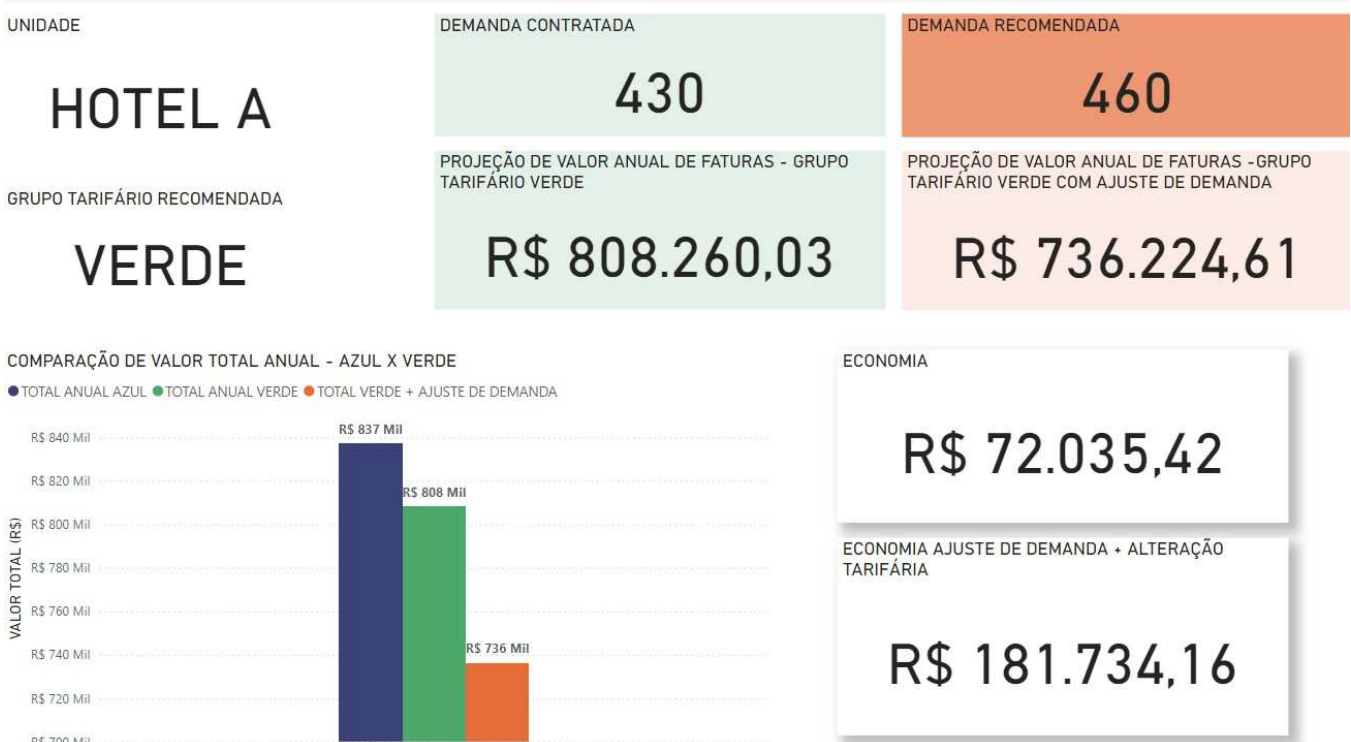 UNIDADE
HOTEL A
GRUPO TARIFÁRIO RECOMENDADA
VERDE
DEMANDA CONTRATADA
430
DEMANDA RECOMENDADA
460
PROJEÇÃO DE VALOR ANUAL DE FATURAS - GRUPO
TARIFÁRIO VERDE
R$ 808.260,03
PROJEÇÃO DE VALOR ANUAL DE FATURAS -GRUPO
TARIFÁRIO VERDE COM AJUSTE DE DEMANDA
R$ 736.224,61
COMPARAÇÃO DE VALOR TOTAL ANUAL - AZUL X VERDE
TOTAL ANUAL AZUL TOTAL ANUAL VERDE TOTAL VERDE + AJUSTE DE DEMANDA
VALOR TOTAL (R$)
R$ 840 Mil
R$ 820 Mil
R$ 800 Mil
R$ 780 Mil
R$ 760 Mil
R$ 740 Mil
R$ 720 Mil
R$ 700 Mil
R$ 837 Mil
R$ 808 Mil
R$ 736 Mil
ECONOMIA
R$ 72.035,42
ECONOMIA AJUSTE DE DEMANDA + ALTERAÇÃO
TARIFÁRIA
R$ 181.734,16